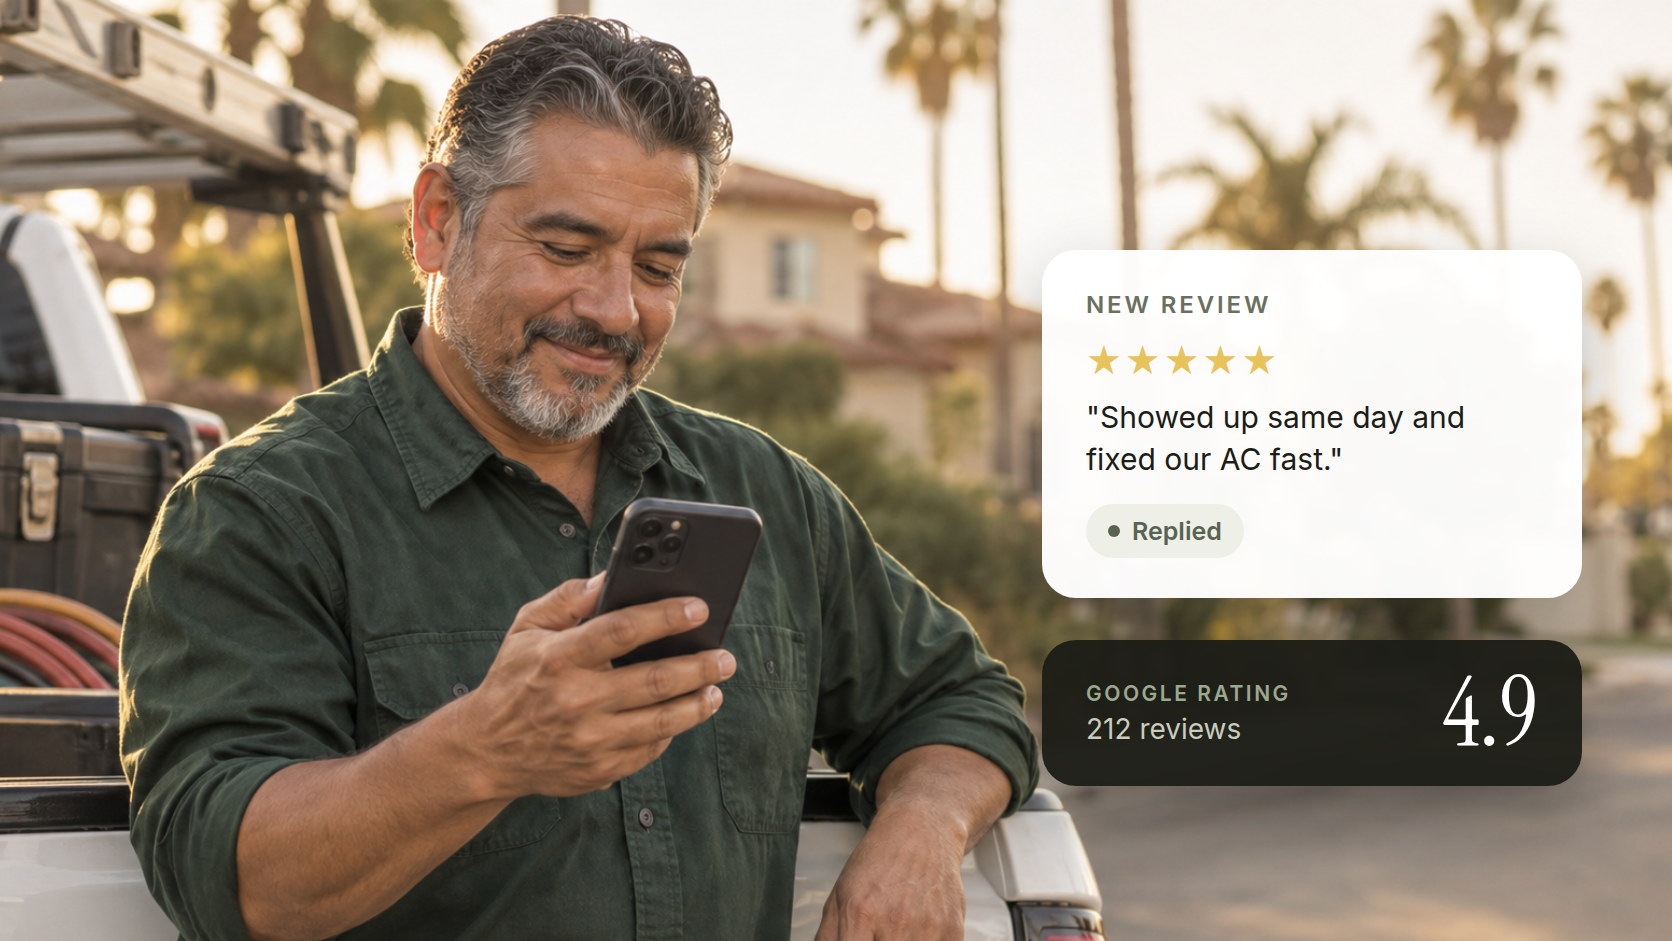 NEW REVIEW
★★★★★
"Showed up same day and
fixed our AC fast."
Replied
GOOGLE RATING
212 reviews
4.9